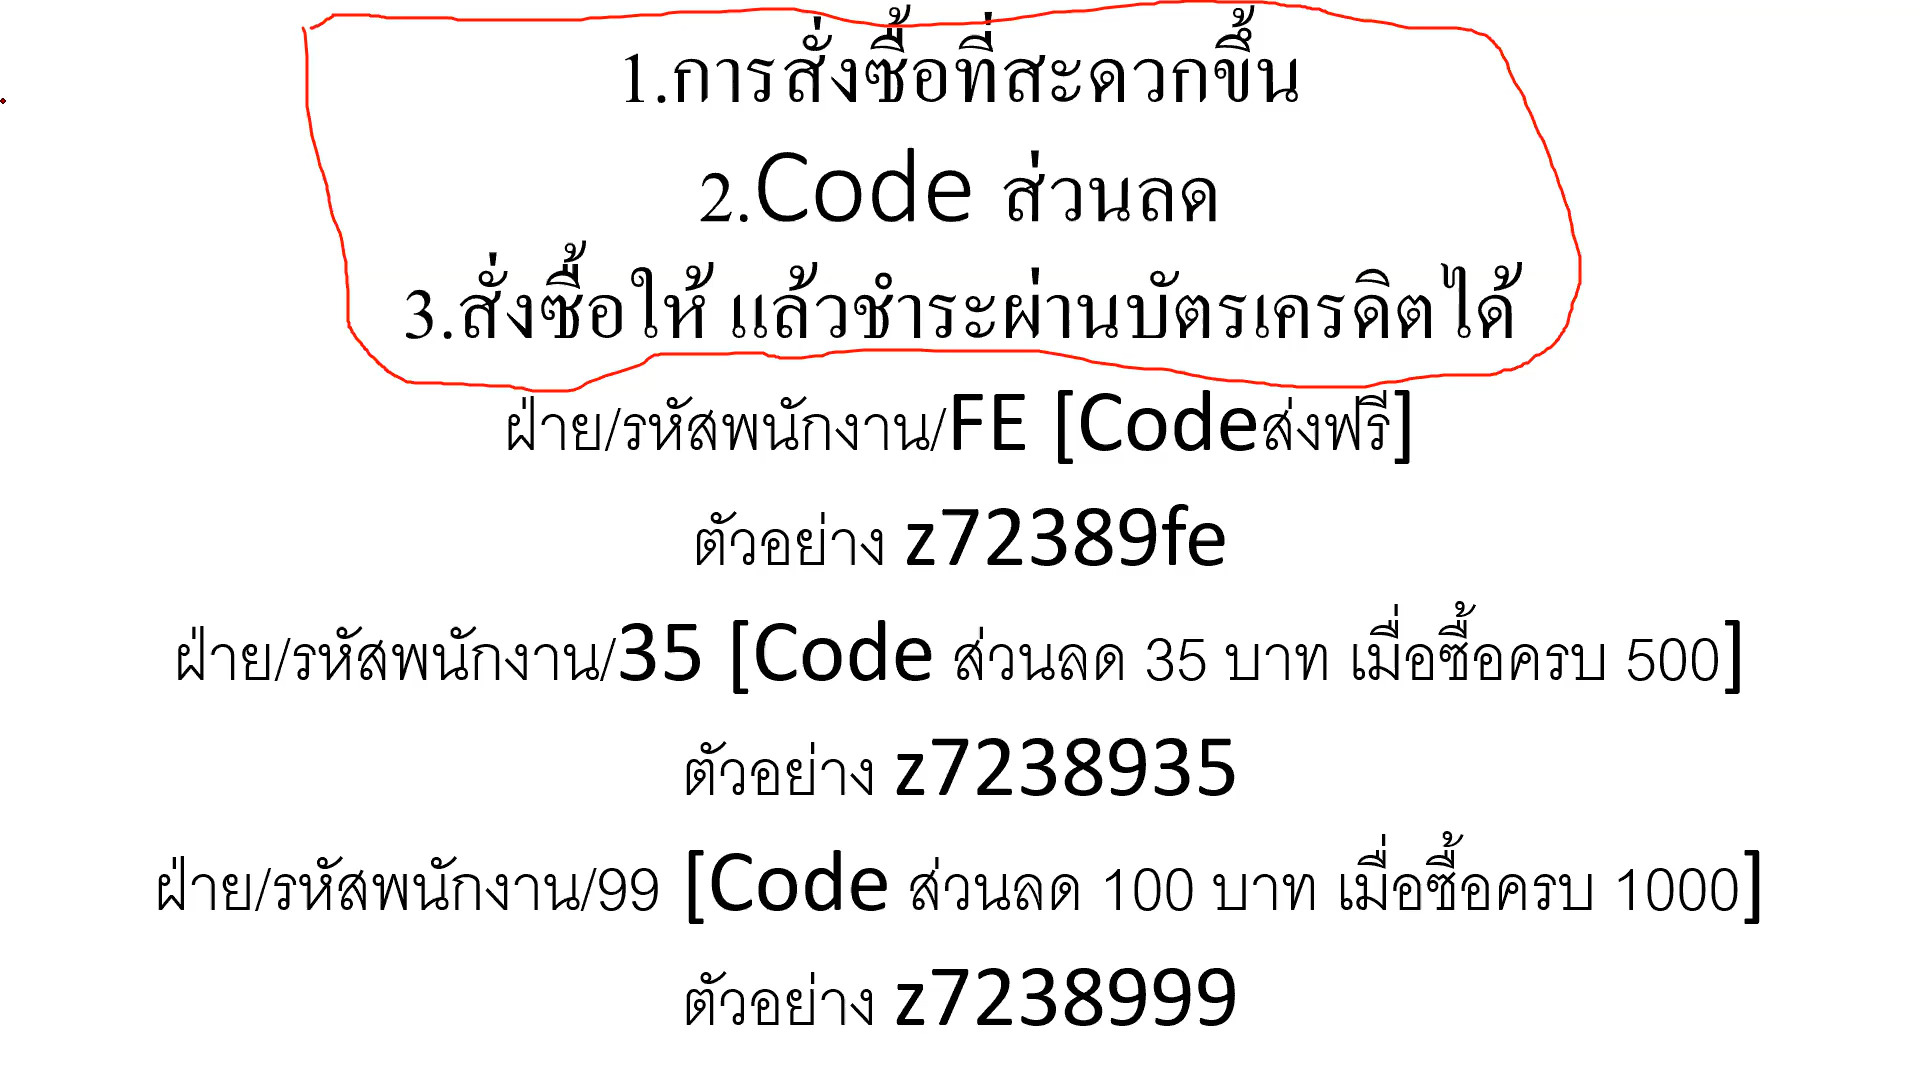 1.การสั่งซื้อที่สะดวกขึ้น
2.Code ส่วนลด
3.สั่งซื้อให้ แล้วชำระผ่านบัตรเครดิตได้
ฝ่าย/รหัสพนักงาน/FE [Codeส่งฟรี]
ตัวอย่าง z72389fe
ฝ่าย/รหัสพนักงาน/35 [Code ส่วนลด 35 บาท เมื่อซื้อครบ 500]
ตัวอย่าง z7238935
ฝ่าย/รหัสพนักงาน/99 [Code ส่วนลด 100 บาท เมื่อซื้อครบ 1000]
ตัวอย่าง z7238999